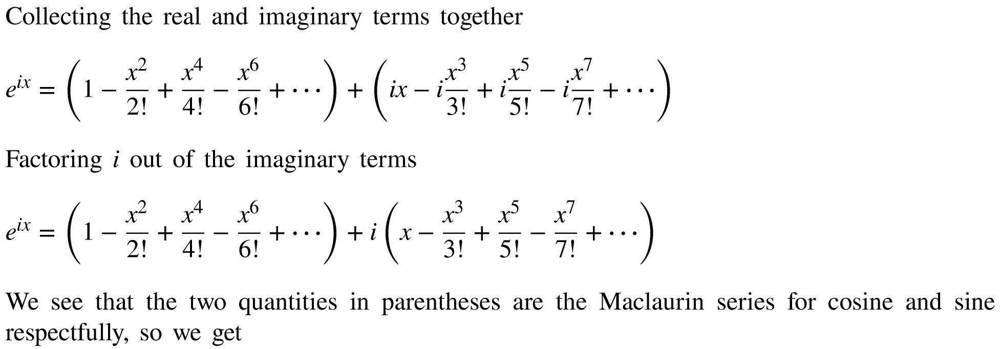 Collecting the real and imaginary terms together
$e^{ix} = \left(1 - \frac{x^2}{2!} + \frac{x^4}{4!} - \frac{x^6}{6!} + \cdots\right) + \left(ix - i\frac{x^3}{3!} + i\frac{x^5}{5!} - i\frac{x^7}{7!} + \cdots\right)$
Factoring $i$ out of the imaginary terms
$e^{ix} = \left(1 - \frac{x^2}{2!} + \frac{x^4}{4!} - \frac{x^6}{6!} + \cdots\right) + i\left(x - \frac{x^3}{3!} + \frac{x^5}{5!} - \frac{x^7}{7!} + \cdots\right)$
We see that the two quantities in parentheses are the Maclaurin series for cosine and sine
respectfully, so we get